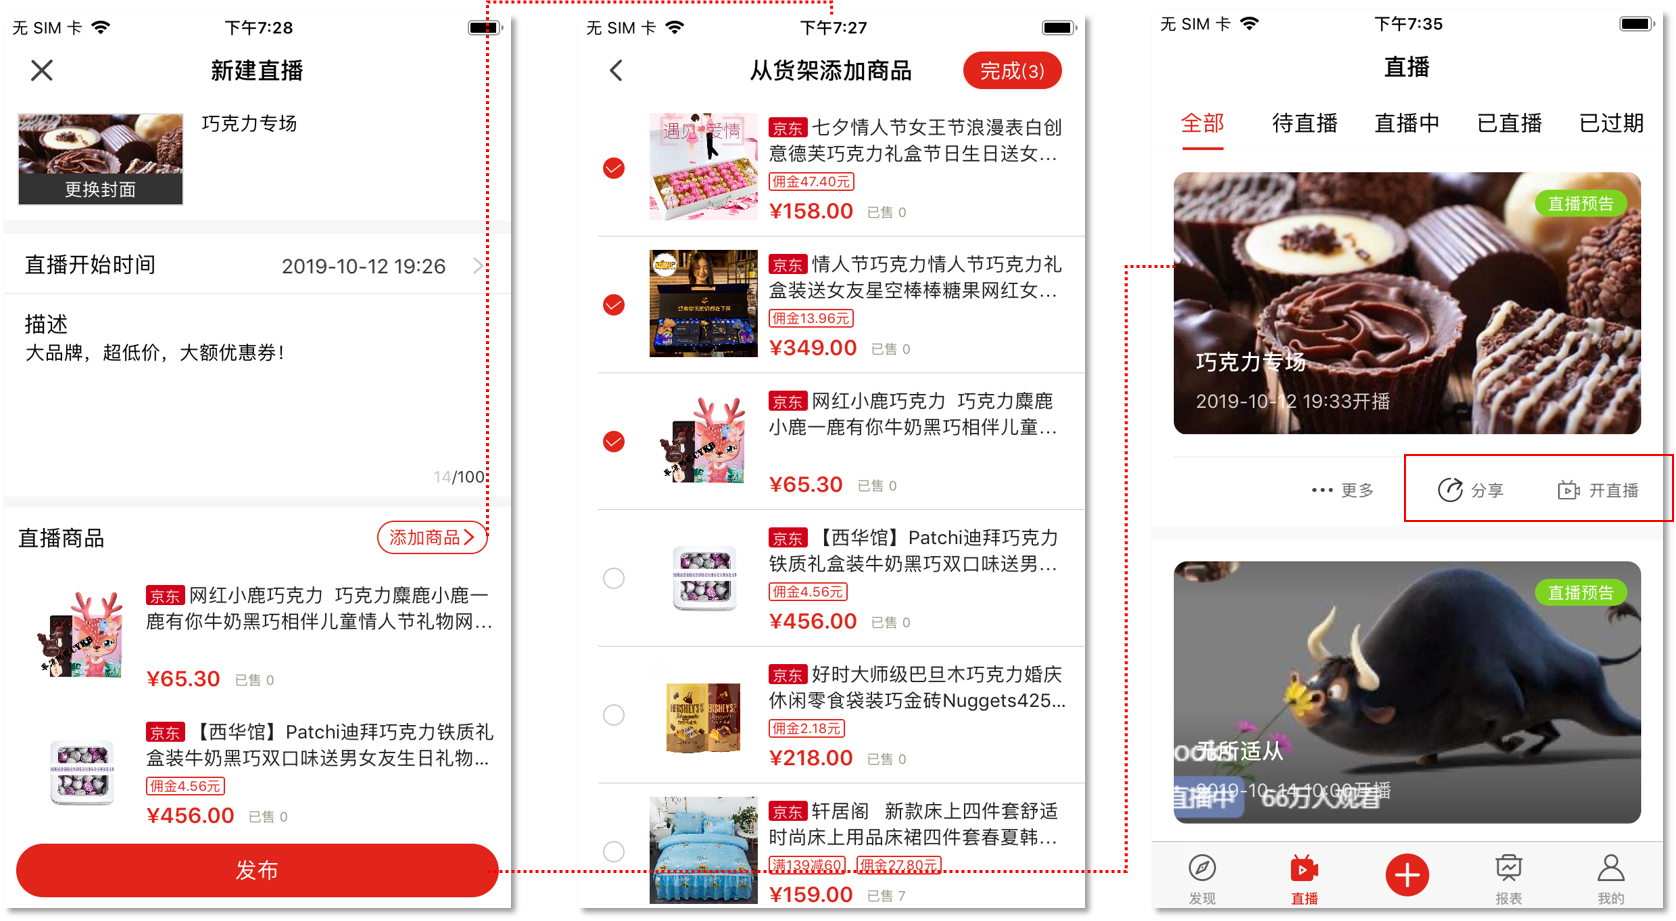 无 SIM 卡
下午7:28
新建直播
更换封面
巧克力专场
直播开始时间
2019-10-12 19:26
描述
大品牌，超低价，大额优惠券！
14/100
直播商品
添加商品
京东 网红小鹿巧克力 巧克力麋鹿小鹿一
鹿有你牛奶黑巧相伴儿童情人节礼物网...
¥65.30 已售 0
京东 【西华馆】Patchi迪拜巧克力铁质礼
盒装牛奶黑巧双口味送男女友生日礼物...
佣金4.56元
¥456.00 已售 0
发布
无 SIM 卡
下午7:27
从货架添加商品
完成(3)
遇见 爱情
京东 七夕情人节女王节浪漫表白创
意德芙巧克力礼盒节日生日送女...
佣金47.40元
¥158.00 已售 0
京东 情人节巧克力情人节巧克力礼
盒装送女友星空棒棒糖果网红女...
佣金13.96元
¥349.00 已售 0
京东 网红小鹿巧克力 巧克力麋鹿
小鹿一鹿有你牛奶黑巧相伴儿童...
¥65.30 已售 0
京东 【西华馆】Patchi迪拜巧克力
铁质礼盒装牛奶黑巧双口味送男...
佣金4.56元
¥456.00 已售 0
HERSHEY'S
HERSHEY'S
京东 好时大师级巴旦木巧克力婚庆
休闲零食袋装巧金砖Nuggets425...
佣金2.18元
¥218.00 已售 0
京东 轩居阁 新款床上四件套舒适
时尚床上用品床裙四件套春夏韩...
满139减60 佣金27.80元
¥159.00 已售 7
无 SIM 卡
下午7:35
直播
全部 待直播 直播中 已直播 已过期
直播预告
巧克力专场
2019-10-12 19:33开播
更多 分享 开直播
直播预告
无所适从
2019-10-14 10:00开播
直播中 66万人观看
发现 直播 报表 我的